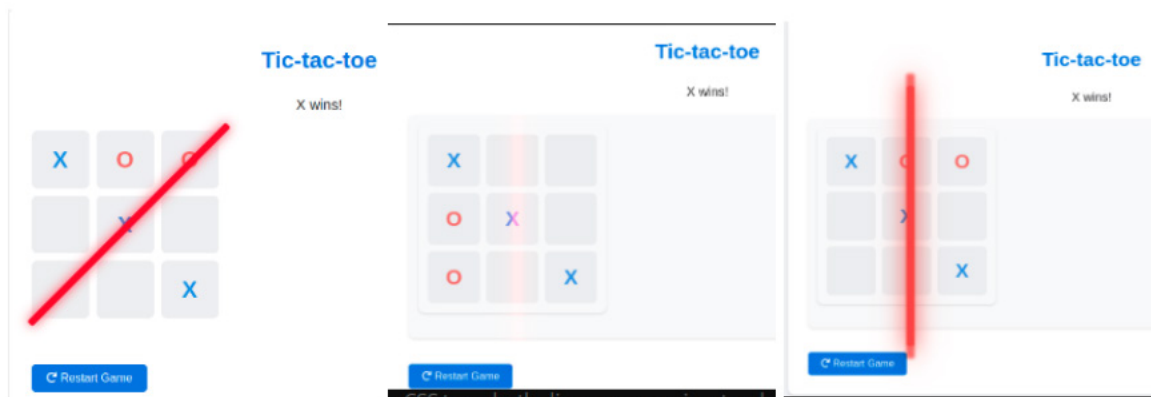 Tic-tac-toe
X wins!
X O O
X
X
Restart Game
Tic-tac-toe
X wins!
X
O X
O X
Restart Game
Tic-tac-toe
X wins!
X O O
X
X
Restart Game